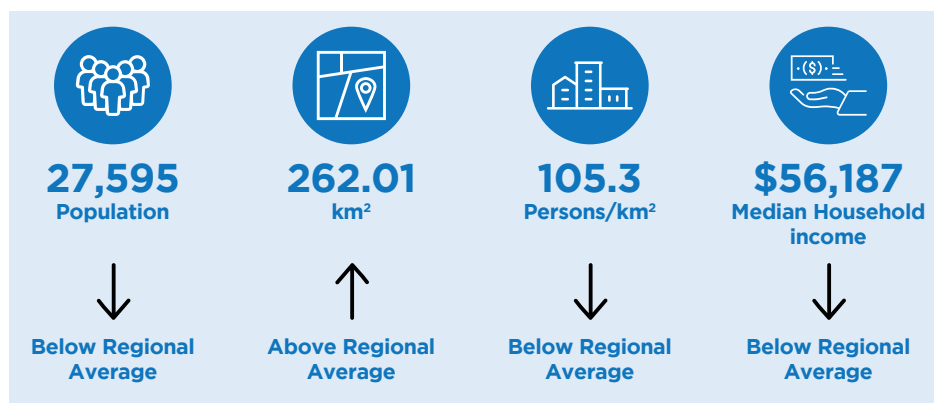 ($)
27,595
Population
Below Regional
Average
262.01
km²
Above Regional
Average
105.3
Persons/km²
Below Regional
Average
$56,187
Median Household
income
Below Regional
Average